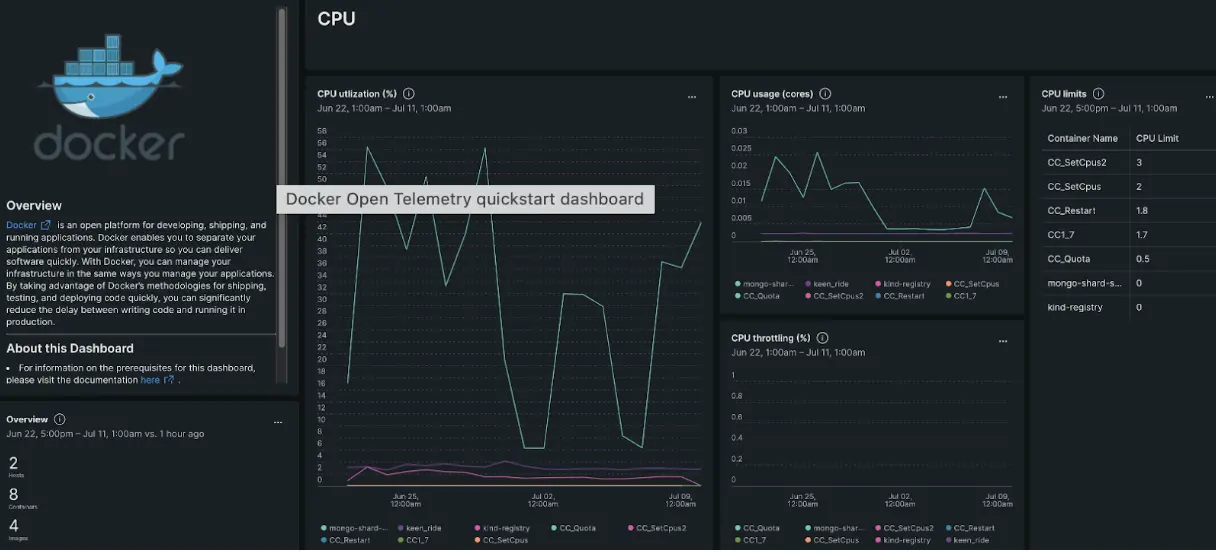 docker
Overview
Docker is an open platform for developing, shipping, and
running applications. Docker enables you to separate your
applications from your infrastructure so you can deliver
software quickly. With Docker, you can manage your
infrastructure in the same ways you manage your applications.
By taking advantage of Docker's methodologies for shipping,
testing, and deploying code quickly, you can significantly
reduce the delay between writing code and running it in
production.
About this Dashboard
• For information on the prerequisites for this dashboard,
please visit the documentation here .
Overview
Jun 22, 5:00pm – Jul 11, 1:00am vs. 1 hour ago
2
Hosts
8
Containers
4
Images
CPU
CPU utlization (%)
Jun 22, 1:00am – Jul 11, 1:00am
58
56
54
52
50
48
Docker Open Telemetry quickstart dashboard
42
40
38
36
34
32
30
28
26
24
22
20
18
16
14
12
10
8
6
4
2
0
Jun 25,
12:00am
Jul 02,
12:00am
Jul 09,
12:00am
mongo-shard-... keen_ride kind-registry CC_Quota CC_SetCpus2
CC_Restart CC1_7 CC_SetCpus
CPU usage (cores)
Jun 22, 1:00am – Jul 11, 1:00am
0.03
0.025
0.02
0.015
0.01
0.005
0
Jun 25,
12:00am
Jul 02,
12:00am
Jul 09,
12:00am
mongo-shar... keen_ride kind-registry CC_SetCpus
CC_Quota CC_SetCpus2 CC_Restart CC1_7
CPU throttling (%)
Jun 22, 1:00am – Jul 11, 1:00am
1
0.8
0.6
0.4
0.2
0
Jun 25,
12:00am
Jul 02,
12:00am
Jul 09,
12:00am
CC_Quota mongo-shar... CC_SetCpus2 CC_Restart
CC1_7 CC_SetCpus kind-registry keen_ride
CPU limits
Jun 22, 5:00pm – Jul 11, 1:00am
Container Name CPU Limit
CC_SetCpus2 3
CC_SetCpus 2
CC_Restart 1.8
CC1_7 1.7
CC_Quota 0.5
mongo-shard-s... 0
kind-registry 0